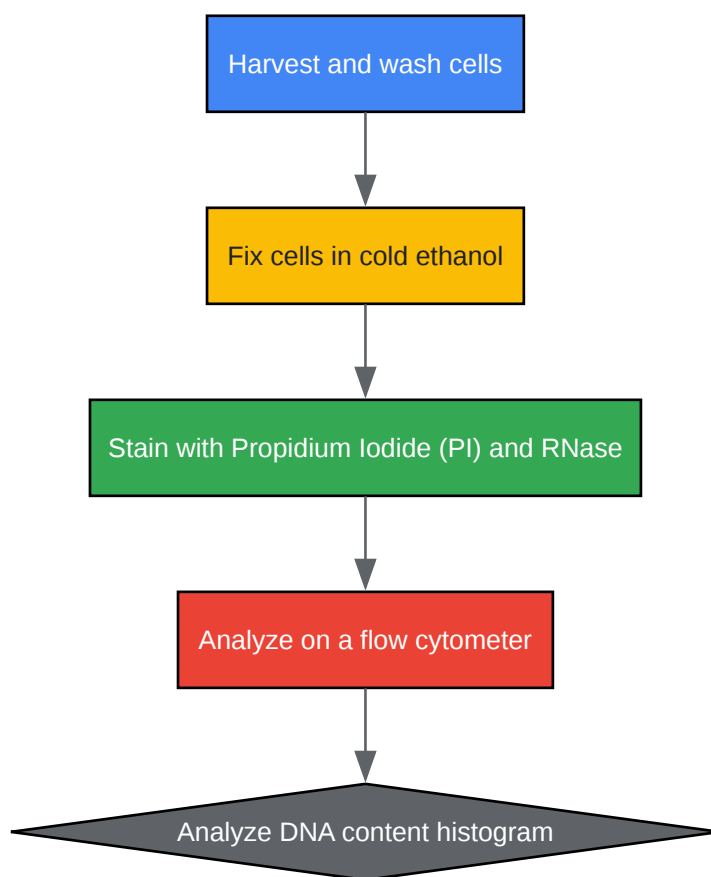 Harvest and wash cells
Fix cells in cold ethanol
Stain with Propidium Iodide (PI) and RNase
Analyze on a flow cytometer
Analyze DNA content histogram